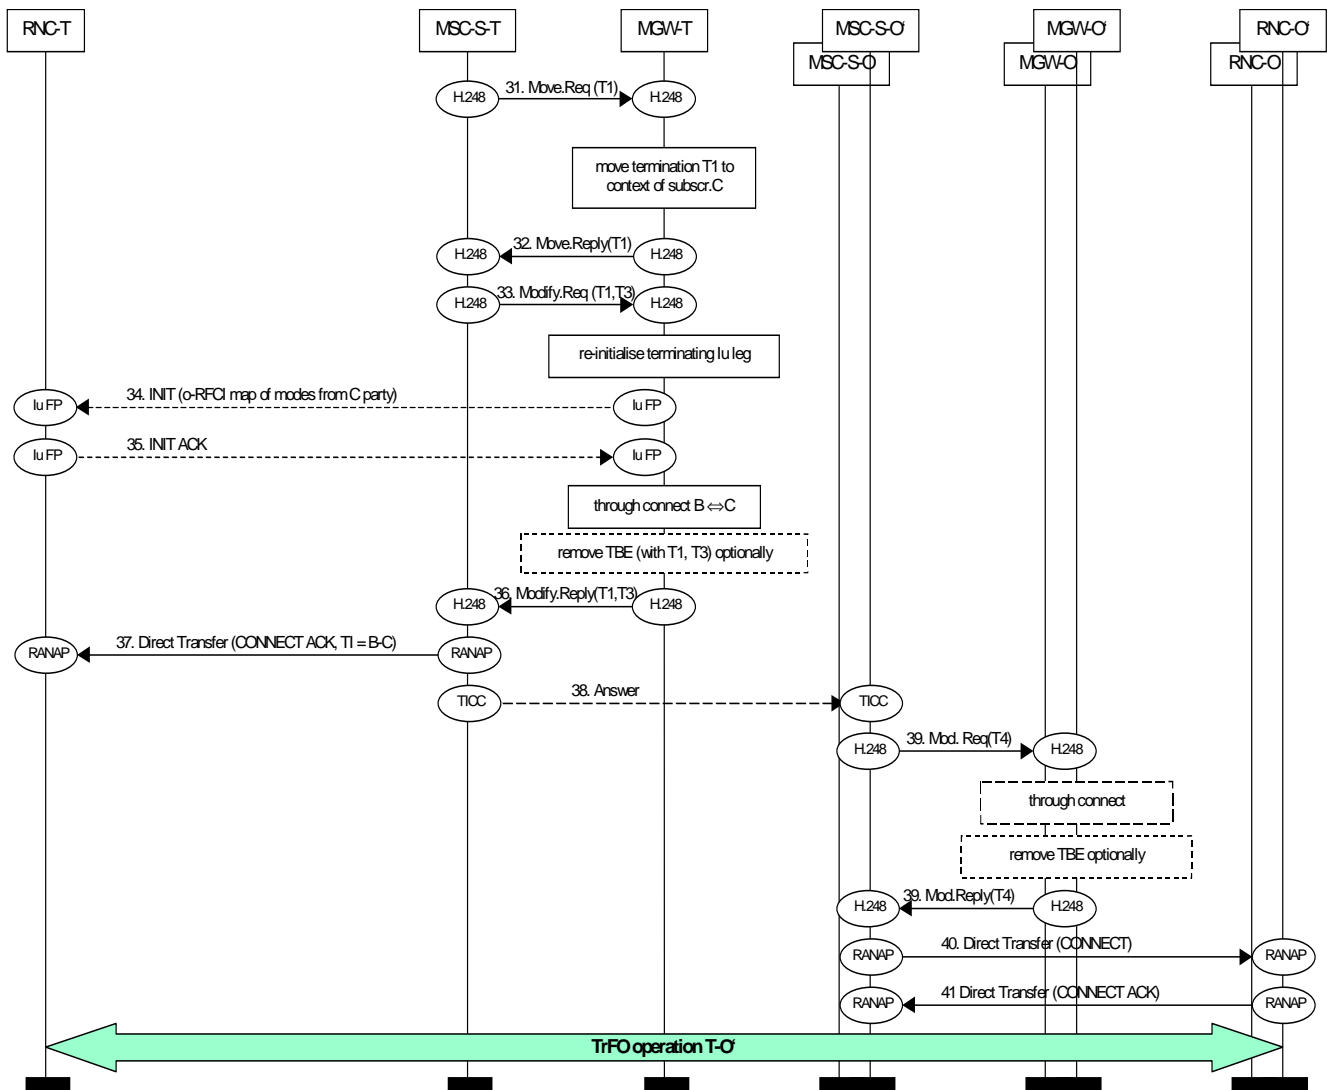 RNC-T
MSC-S-T
MGW-T
MSC-S-O'
MGW-O'
RNC-O'
MSC-S-O
MGW-O
RNC-O
H.248
31. Move.Req (T1)
H.248
move termination T1 to
context of subscr.C
H.248
32. Move.Reply(T1)
H.248
H.248
33. Modify.Req (T1,T3)
H.248
re-initialise terminating Iu leg
Iu FP
34. INIT (o-RFCI map of modes from C party)
Iu FP
Iu FP
35. INIT ACK
Iu FP
through connect B ⇔ C
remove TBE (with T1, T3) optionally
H.248
36. Modify.Reply(T1,T3)
H.248
RANAP
37. Direct Transfer (CONNECT ACK, TI = B-C)
RANAP
TICC
38. Answer
TICC
H.248
39. Mod. Req(T4)
H.248
through connect
remove TBE optionally
H.248
39. Mod.Reply(T4)
H.248
RANAP
40. Direct Transfer (CONNECT)
RANAP
RANAP
41 Direct Transfer (CONNECT ACK)
RANAP
TrFO operation T-O'